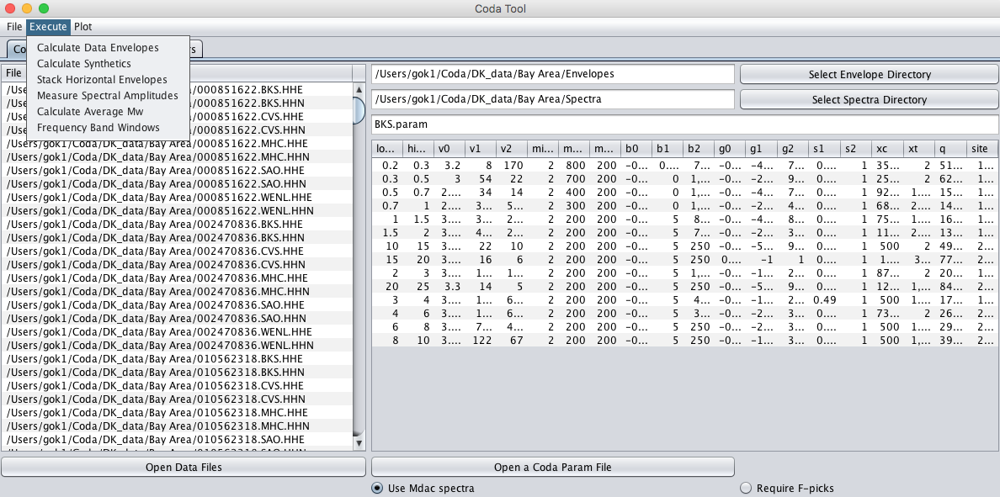 Coda Tool
File Execute Plot
Calculate Data Envelopes
Calculate Synthetics
Stack Horizontal Envelopes
Measure Spectral Amplitudes
Calculate Average Mw
Frequency Band Windows
Co s
File
/Use /000851622.BKS.HHE
/Use /000851622.BKS.HHN
/Use /000851622.CVS.HHE
/Use /000851622.CVS.HHN
/Users/gok1/Coda/DK_data/Bay Area/000851622.MHC.HHE
/Users/gok1/Coda/DK_data/Bay Area/000851622.MHC.HHN
/Users/gok1/Coda/DK_data/Bay Area/000851622.SAO.HHE
/Users/gok1/Coda/DK_data/Bay Area/000851622.SAO.HHN
/Users/gok1/Coda/DK_data/Bay Area/000851622.WENL.HHE
/Users/gok1/Coda/DK_data/Bay Area/000851622.WENL.HHN
/Users/gok1/Coda/DK_data/Bay Area/002470836.BKS.HHE
/Users/gok1/Coda/DK_data/Bay Area/002470836.BKS.HHN
/Users/gok1/Coda/DK_data/Bay Area/002470836.CVS.HHE
/Users/gok1/Coda/DK_data/Bay Area/002470836.CVS.HHN
/Users/gok1/Coda/DK_data/Bay Area/002470836.MHC.HHE
/Users/gok1/Coda/DK_data/Bay Area/002470836.MHC.HHN
/Users/gok1/Coda/DK_data/Bay Area/002470836.SAO.HHE
/Users/gok1/Coda/DK_data/Bay Area/002470836.SAO.HHN
/Users/gok1/Coda/DK_data/Bay Area/002470836.WENL.HHE
/Users/gok1/Coda/DK_data/Bay Area/002470836.WENL.HHN
/Users/gok1/Coda/DK_data/Bay Area/010562318.BKS.HHE
/Users/gok1/Coda/DK_data/Bay Area/010562318.BKS.HHN
/Users/gok1/Coda/DK_data/Bay Area/010562318.CVS.HHE
/Users/gok1/Coda/DK_data/Bay Area/010562318.CVS.HHN
/Users/gok1/Coda/DK_data/Bay Area/010562318.MHC.HHE
/Users/gok1/Coda/DK_data/Bay Area/010562318.MHC.HHN
/Users/gok1/Coda/DK_data/Bay Area/010562318.SAO.HHE
Open Data Files
/Users/gok1/Coda/DK_data/Bay Area/Envelopes Select Envelope Directory
/Users/gok1/Coda/DK_data/Bay Area/Spectra Select Spectra Directory
BKS.param
lo... hi... v0 v1 v2 mi... m... m... b0 b1 b2 g0 g1 g2 s1 s2 xc xt q site
0.2 0.3 3.2 8 170 2 800 200 -0... 0.... 7... -0... -4... 7... 0.... 1 35... 2 51... 1...
0.3 0.5 3 54 22 2 700 200 -0... 0 1,... -0... -2... 9... 0.... 1 25... 2 62... 1...
0.5 0.7 2.... 34 14 2 400 200 -0... 0 1,... -0... -4... 7... 0.... 1 92... 1.... 15... 1...
0.7 1 2.... 3... 5... 2 300 200 -0... 0 1,... -0... -2... 4... 0.... 1 68... 2.... 14... 1...
1 1.5 3.... 3... 2... 2 200 200 -0... 5 8... -0... -4... 8... 0.... 1 75... 1.... 16... 1...
1.5 2 3.... 4... 2... 2 200 200 -0... 5 7... -0... -2... 3... 0.... 1 11... 2.... 13... 1...
10 15 3.... 22 10 2 200 200 -0... 5 250 -0... -5... 9... 0.... 1 500 2 49... 2...
15 20 3.... 16 6 2 200 200 -0... 5 250 0.... -1 1 0.... 1 1.... 3... 77... 2...
2 3 3.... 1... 1... 2 200 200 -0... 5 1,... -0... -1... 2... 0.... 1 87... 2 20... 1...
20 25 3.3 14 5 2 200 200 -0... 5 250 -0... -5... 9... 0.... 1 12... 1,... 84... 2...
3 4 3.... 1... 6... 2 200 200 -0... 5 4... -0... -1... 2... 0.49 1 500 1.... 17... 1...
4 6 3.... 1... 6... 2 200 200 -0... 5 3... -0... -2... 3... 0.... 1 73... 2 26... 2...
6 8 3.... 7... 4... 2 200 200 -0... 5 250 -0... -2... 3... 0.... 1 500 1.... 29... 2...
8 10 3.... 122 67 2 200 200 -0... 5 250 -0... -1... 3... 0.... 1 500 1,... 39... 2...
Open a Coda Param File
Use Mdac spectra Require F-picks